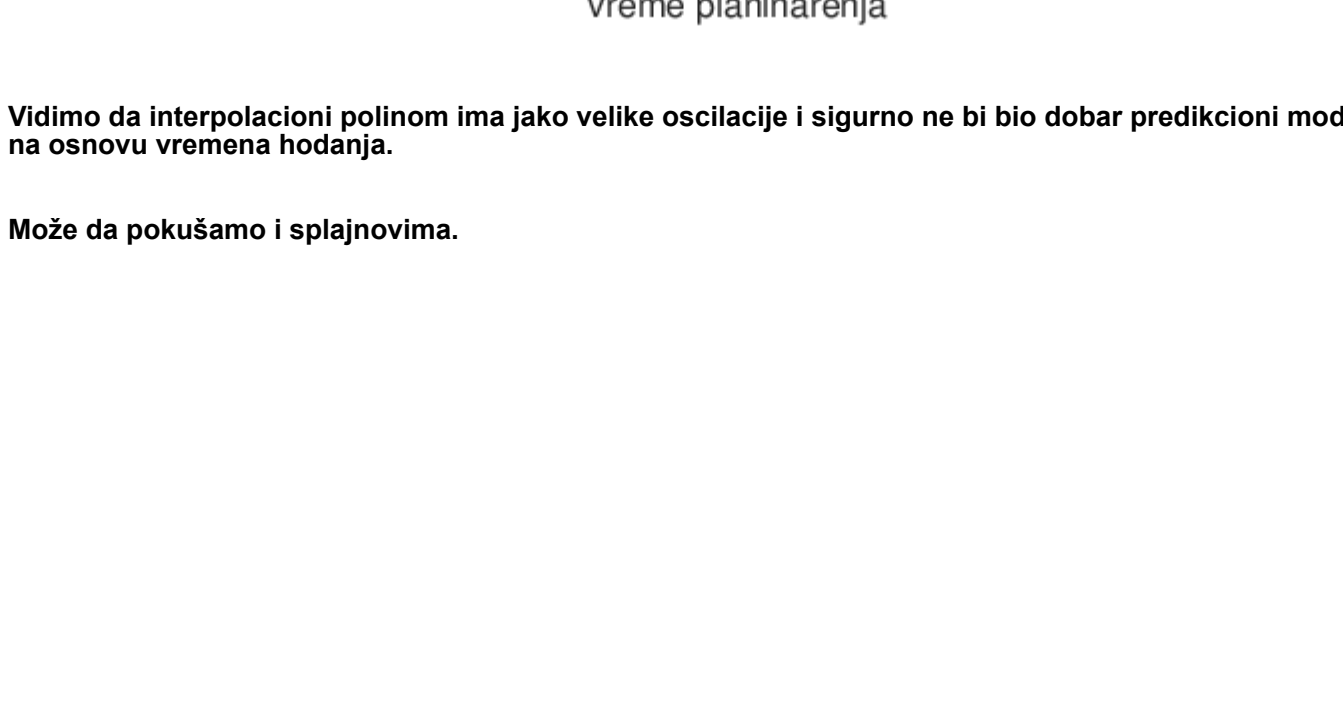 vreme planinarenja
Vidimo da interpolacioni polinom ima jako velike oscilacije i sigurno ne bi bio dobar predikcioni mod
na osnovu vremena hodanja.
Može da pokušamo i splajnovima.